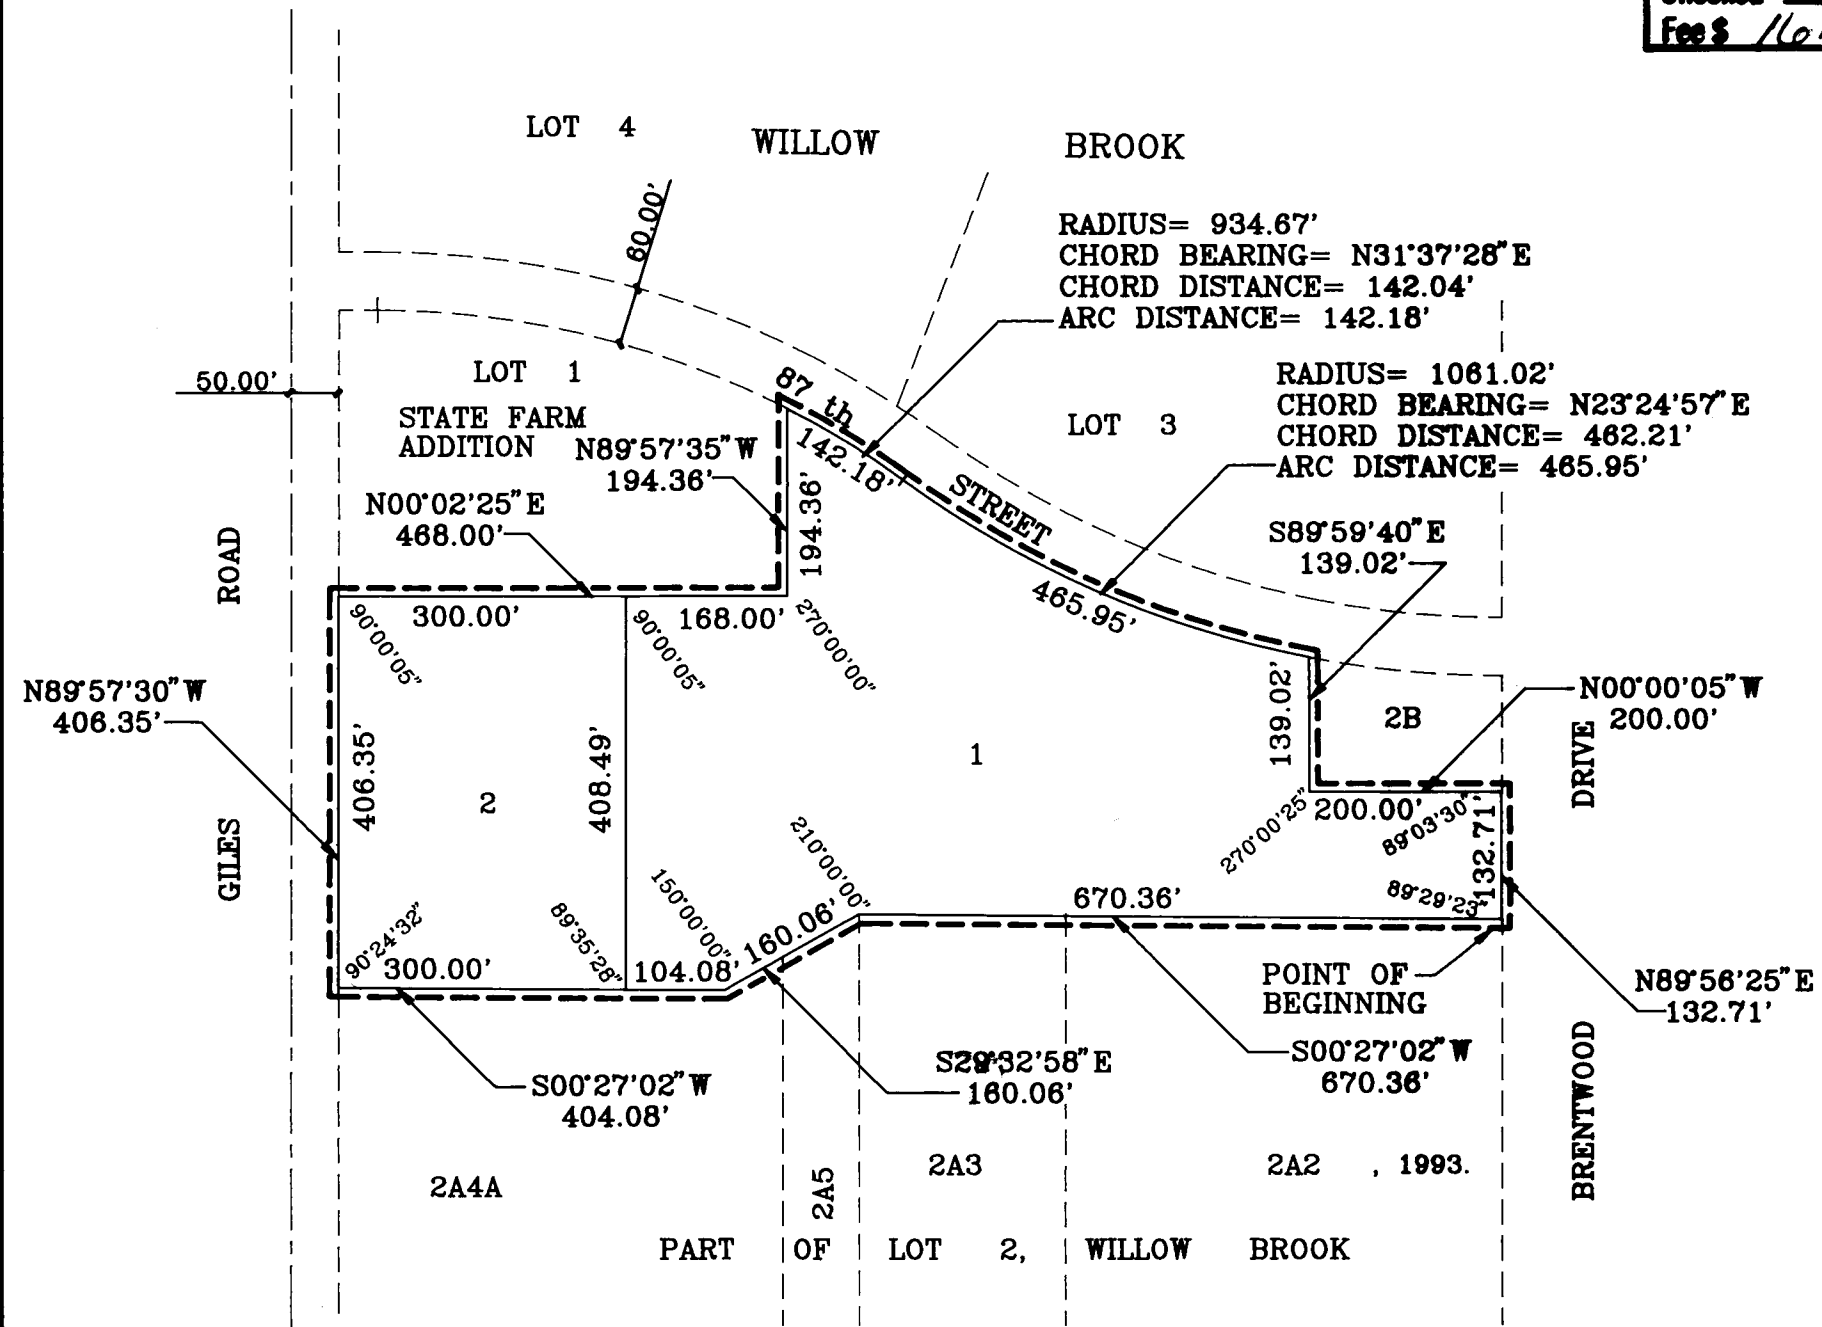 Fee $ 16.
LOT 4
WILLOW BROOK
60.00'
RADIUS= 934.67'
CHORD BEARING= N31°37'28"E
CHORD DISTANCE= 142.04'
ARC DISTANCE= 142.18'
50.00'
LOT 1
STATE FARM
ADDITION
87 th
STREET
LOT 3
RADIUS= 1061.02'
CHORD BEARING= N23°24'57"E
CHORD DISTANCE= 462.21'
ARC DISTANCE= 465.95'
N89°57'35"W
194.36'
142.18'
194.36'
N00°02'25"E
468.00'
S89°59'40"E
139.02'
465.95'
ROAD
300.00'
168.00'
90°00'05"
90°00'05"
270°00'00"
N89°57'30"W
406.35'
139.02'
2B
N00°00'05"W
200.00'
406.35'
408.49'
1
2
DRIVE
200.00'
270°00'25"
89°03'30"
132.71'
GILES
210°00'00"
150°00'00"
670.36'
89°29'23"
90°24'32"
89°35'28"
300.00'
104.08'
160.06'
POINT OF
BEGINNING
N89°56'25"E
132.71'
S00°27'02"W
404.08'
32'58"E
160.06'
S00°27'02"W
670.36'
BRENTWOOD
2A4A
2A5
2A3
2A2 , 1993.
PART OF LOT 2, WILLOW BROOK